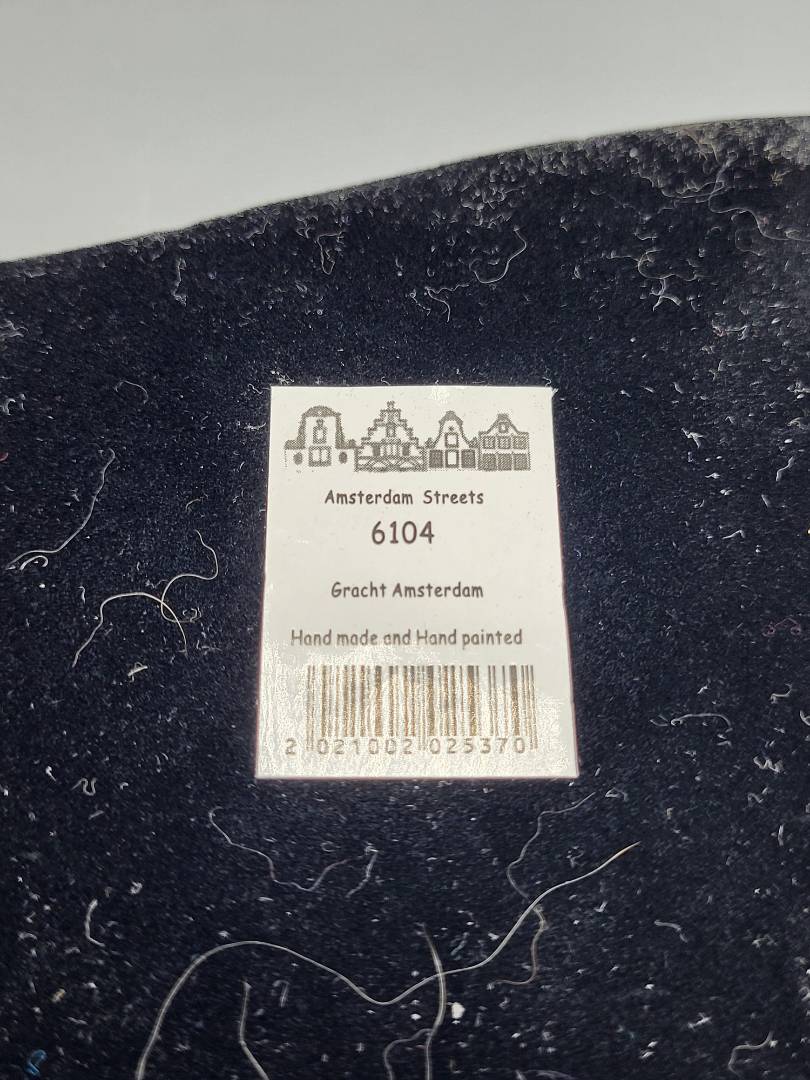 Amsterdam Streets
6104
Gracht Amsterdam
Hand made and Hand painted
2 021002 025370